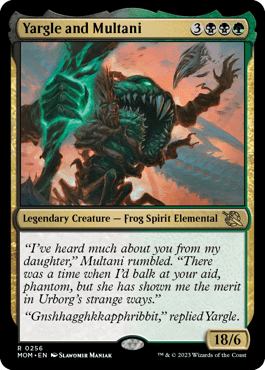 Yargle and Multani 3
Legendary Creature — Frog Spirit Elemental
“I’ve heard much about you from my
daughter,” Multani rumbled. “There
was a time when I’d balk at your aid,
phantom, but she has shown me the merit
in Urborg’s strange ways.”
“Gnshhagghkkapphribbit,” replied Yargle.
18/6
R 0256
MOM • EN SLAWOMIR MANIAK
™ & © 2023 Wizards of the Coast